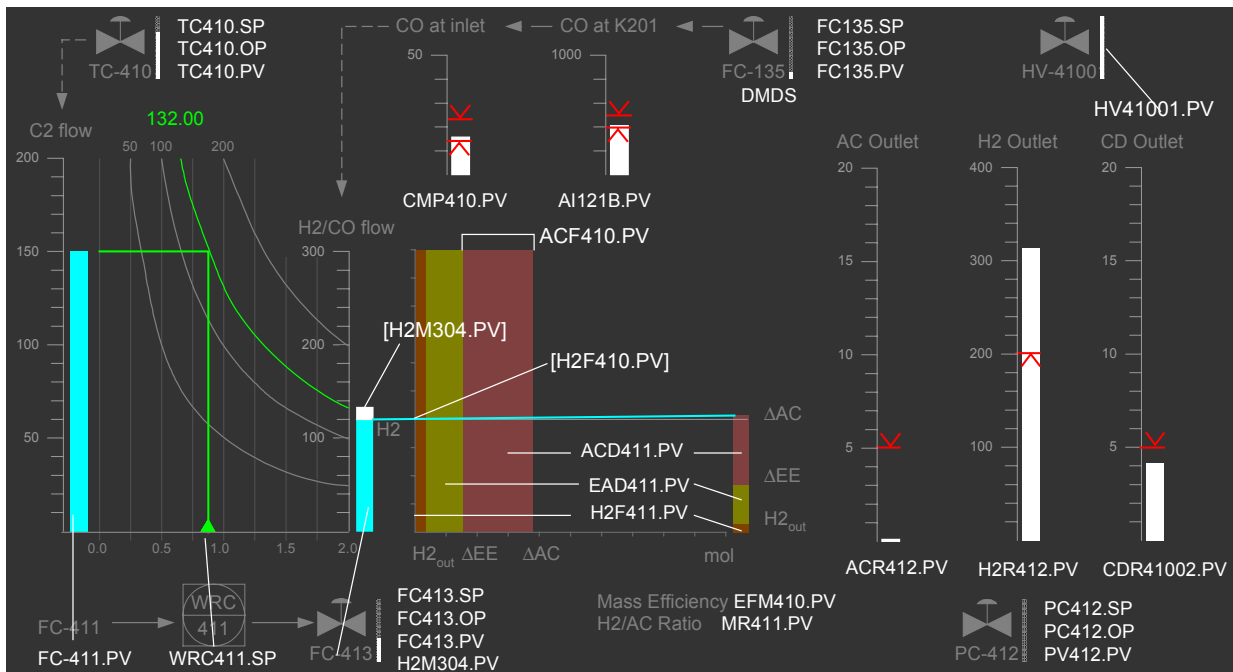 TC-410
TC410.SP
TC410.OP
TC410.PV
CO at inlet
CO at K201
FC-135
FC135.SP
FC135.OP
FC135.PV
DMDS
HV-4100
HV41001.PV
50
CMP410.PV
1000
AI121B.PV
C2 flow
132.00
50
100
200
200
150
100
50
0.0
0.5
1.0
1.5
2.0
H2/CO flow
300
200
100
H2
[H2M304.PV]
[H2F410.PV]
ACF410.PV
ACD411.PV
EAD411.PV
H2F411.PV
H2out
ΔEE
ΔAC
mol
ΔAC
ΔEE
H2out
AC Outlet
20
15
10
5
ACR412.PV
H2 Outlet
400
300
200
100
H2R412.PV
CD Outlet
20
15
10
5
CDR41002.PV
FC-411
FC-411.PV
WRC
411
WRC411.SP
FC-413
FC413.SP
FC413.OP
FC413.PV
H2M304.PV
Mass Efficiency EFM410.PV
H2/AC Ratio MR411.PV
PC-412
PC412.SP
PC412.OP
PV412.PV